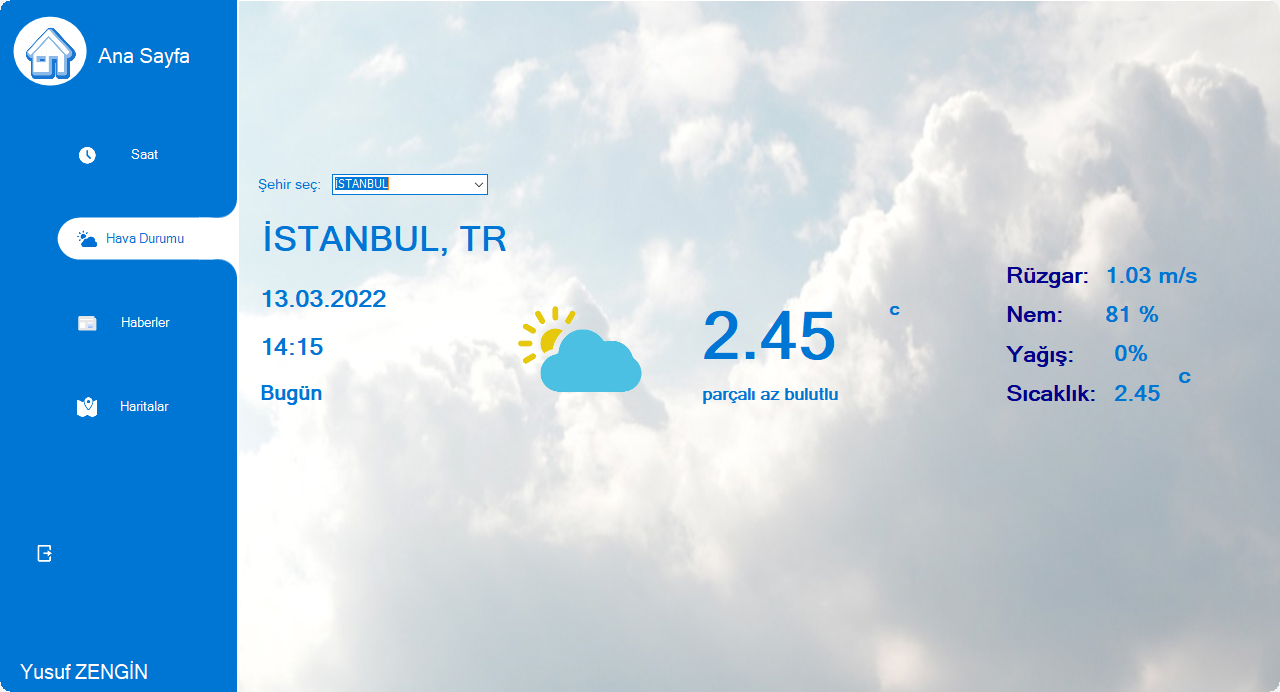 Ana Sayfa
Saat
Hava Durumu
Haberler
Haritalar
Yusuf ZENGİN
Şehir seç: İSTANBUL
İSTANBUL, TR
13.03.2022
14:15
Bugün
2.45 c
parçalı az bulutlu
Rüzgar: 1.03 m/s
Nem: 81 %
Yağış: 0%
Sıcaklık: 2.45 c